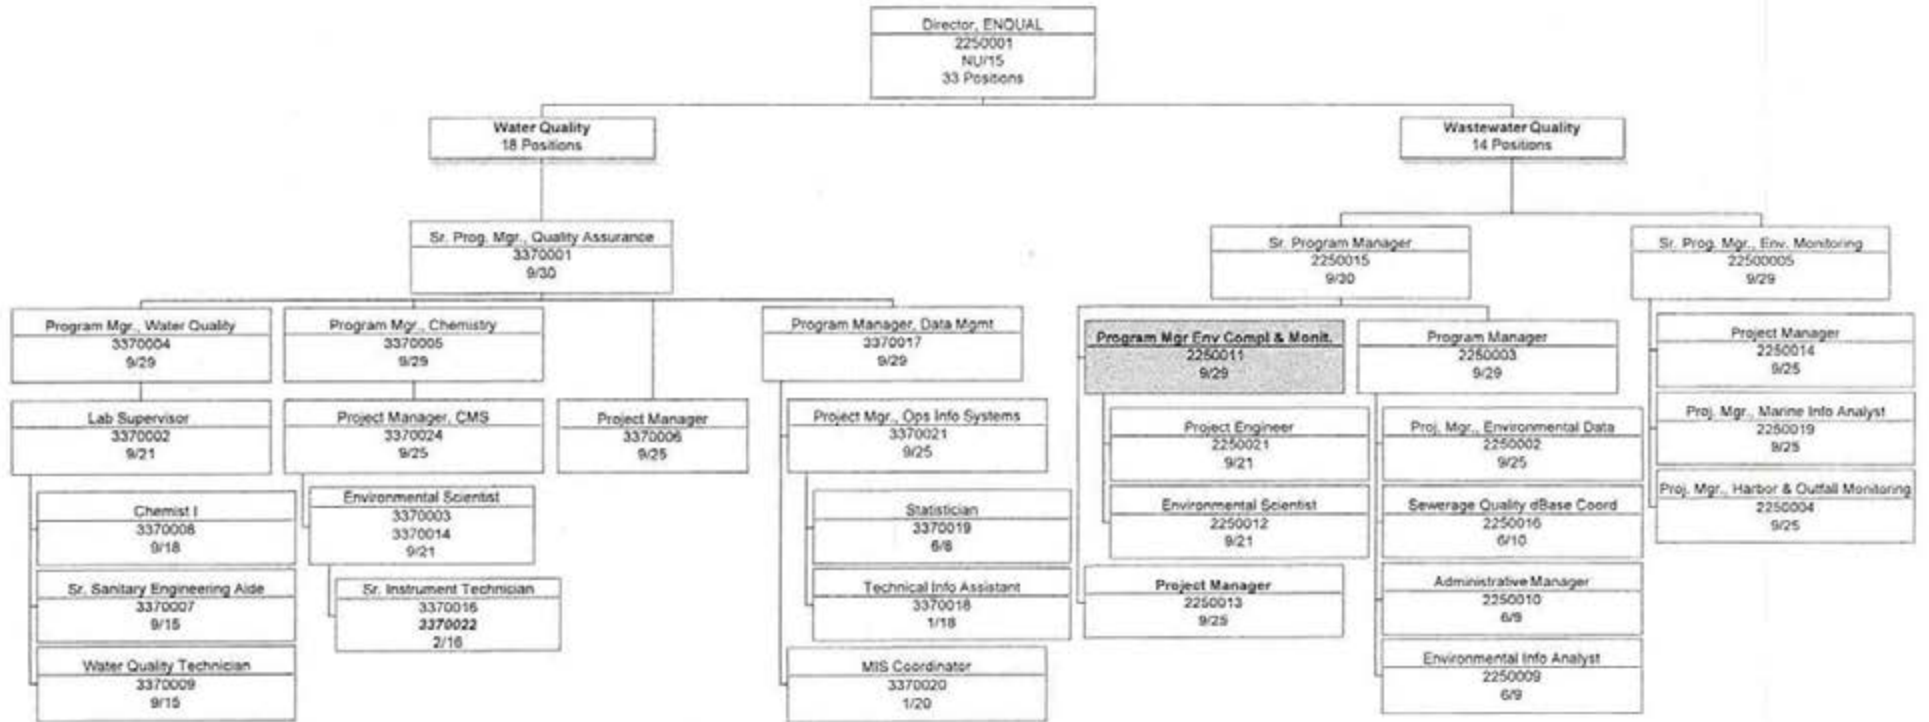 Director, ENQUAL
2250001
NU/15
33 Positions
Water Quality
18 Positions
Wastewater Quality
14 Positions
Sr. Prog. Mgr., Quality Assurance
3370001
9/30
Sr. Program Manager
2250015
9/30
Sr. Prog. Mgr., Env. Monitoring
22500005
9/29
Program Mgr., Water Quality
3370004
9/29
Program Mgr., Chemistry
3370005
9/29
Program Manager, Data Mgmt
3370017
9/29
Program Mgr Env Compl & Monit.
2250011
9/29
Program Manager
2250003
9/29
Project Manager
2250014
9/25
Lab Supervisor
3370002
9/21
Project Manager, CMS
3370024
9/25
Project Manager
3370006
9/25
Project Mgr., Ops Info Systems
3370021
9/25
Project Engineer
2250021
9/21
Proj. Mgr., Environmental Data
2250002
9/25
Proj. Mgr., Marine Info Analyst
2250019
9/25
Chemist I
3370008
9/18
Environmental Scientist
3370003
3370014
9/21
Statistician
3370019
6/8
Environmental Scientist
2250012
9/21
Sewerage Quality dBase Coord
2250016
6/10
Proj. Mgr., Harbor & Outfall Monitoring
2250004
9/25
Sr. Sanitary Engineering Aide
3370007
9/15
Sr. Instrument Technician
3370016
3370022
2/16
Technical Info Assistant
3370018
1/18
Project Manager
2250013
9/25
Administrative Manager
2250010
6/9
Water Quality Technician
3370009
9/15
MIS Coordinator
3370020
1/20
Environmental Info Analyst
2250009
6/9